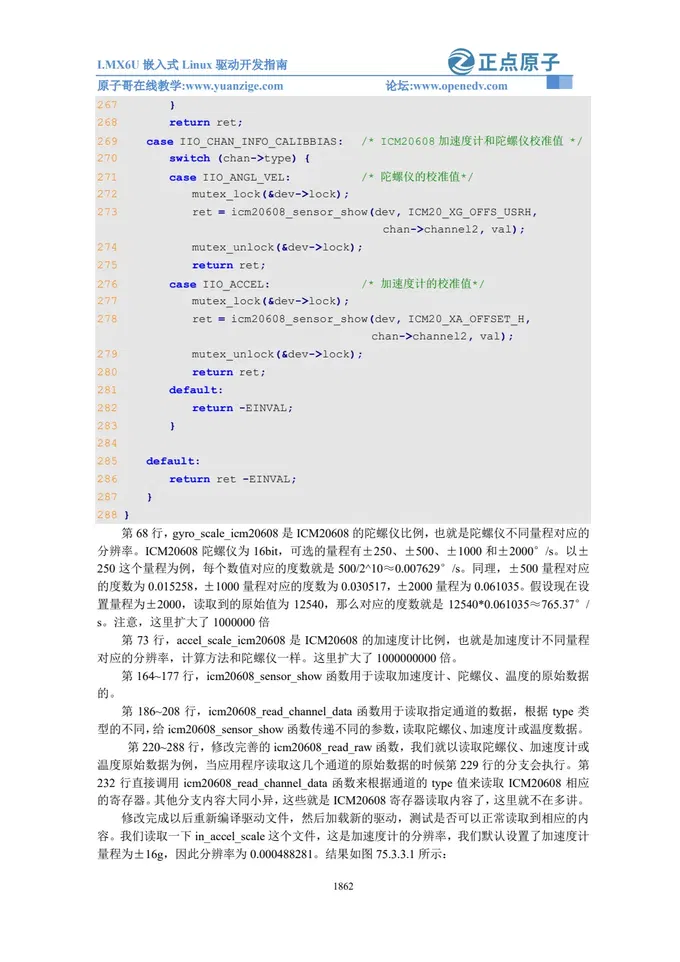 I.MX6U 嵌入式 Linux 驱动开发指南
正点原子
原子哥在线教学:www.yuanzige.com 论坛:www.openedv.com
267 }
268 return ret;
269 case IIO_CHAN_INFO_CALIBBIAS: /* ICM20608 加速度计和陀螺仪校准值 */
270 switch (chan->type) {
271 case IIO_ANGL_VEL: /* 陀螺仪的校准值*/
272 mutex_lock(&dev->lock);
273 ret = icm20608_sensor_show(dev, ICM20_XG_OFFS_USRH,
chan->channel2, val);
274 mutex_unlock(&dev->lock);
275 return ret;
276 case IIO_ACCEL: /* 加速度计的校准值*/
277 mutex_lock(&dev->lock);
278 ret = icm20608_sensor_show(dev, ICM20_XA_OFFSET_H,
chan->channel2, val);
279 mutex_unlock(&dev->lock);
280 return ret;
281 default:
282 return -EINVAL;
283 }
284
285 default:
286 return ret -EINVAL;
287 }
288 }
第 68 行，gyro_scale_icm20608 是 ICM20608 的陀螺仪比例，也就是陀螺仪不同量程对应的
分辨率。ICM20608 陀螺仪为 16bit，可选的量程有±250、±500、±1000 和±2000°/s。以±
250 这个量程为例，每个数值对应的度数就是 500/2^10≈0.007629°/s。同理，±500 量程对应
的度数为 0.015258，±1000 量程对应的度数为 0.030517，±2000 量程为 0.061035。假设现在设
置量程为±2000，读取到的原始值为 12540，那么对应的度数就是 12540*0.061035≈765.37°/
s。注意，这里扩大了 1000000 倍
第 73 行，accel_scale_icm20608 是 ICM20608 的加速度计比例，也就是加速度计不同量程
对应的分辨率，计算方法和陀螺仪一样。这里扩大了 1000000000 倍。
第 164~177 行，icm20608_sensor_show 函数用于读取加速度计、陀螺仪、温度的原始数据
的。
第 186~208 行，icm20608_read_channel_data 函数用于读取指定通道的数据，根据 type 类
型的不同，给 icm20608_sensor_show 函数传递不同的参数，读取陀螺仪、加速度计或温度数据。
第 220~288 行，修改完善的 icm20608_read_raw 函数，我们就以读取陀螺仪、加速度计或
温度原始数据为例，当应用程序读取这几个通道的原始数据的时候第 229 行的分支会执行。第
232 行直接调用 icm20608_read_channel_data 函数来根据通道的 type 值来读取 ICM20608 相应
的寄存器。其他分支内容大同小异，这些就是 ICM20608 寄存器读取内容了，这里就不在多讲。
修改完成以后重新编译驱动文件，然后加载新的驱动，测试是否可以正常读取到相应的内
容。我们读取一下 in_accel_scale 这个文件，这是加速度计的分辨率，我们默认设置了加速度计
量程为±16g，因此分辨率为 0.000488281。结果如图 75.3.3.1 所示：
1862